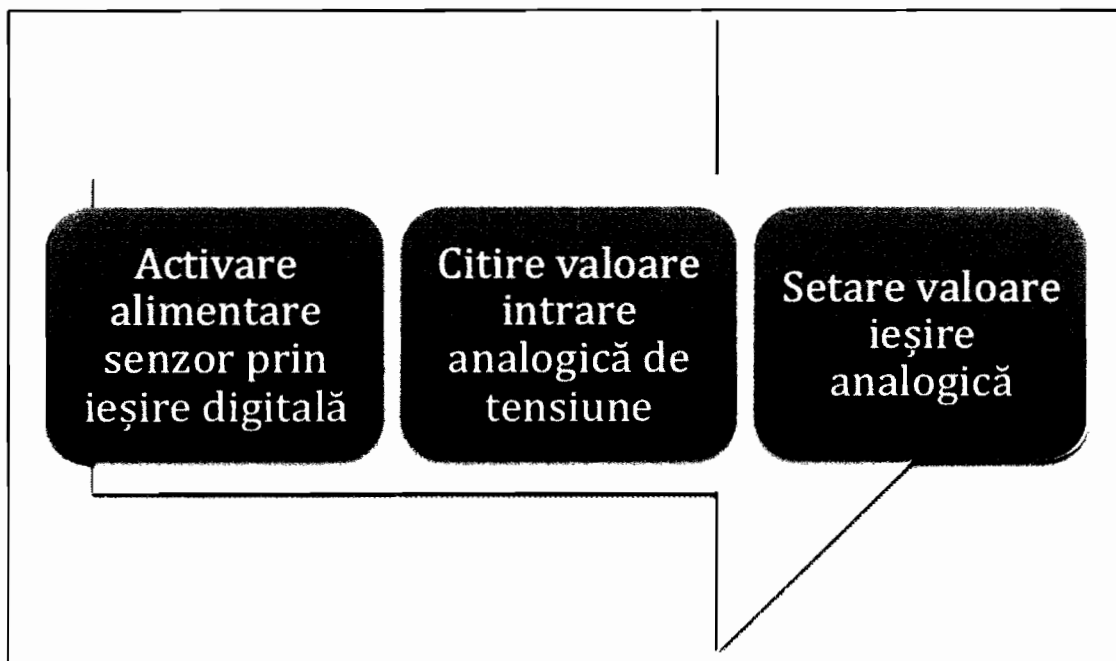 Activare
alimentare
senzor prin
ieșire digitală
Citire valoare
intrare
analogică de
tensiune
Setare valoare
ieșire
analogică